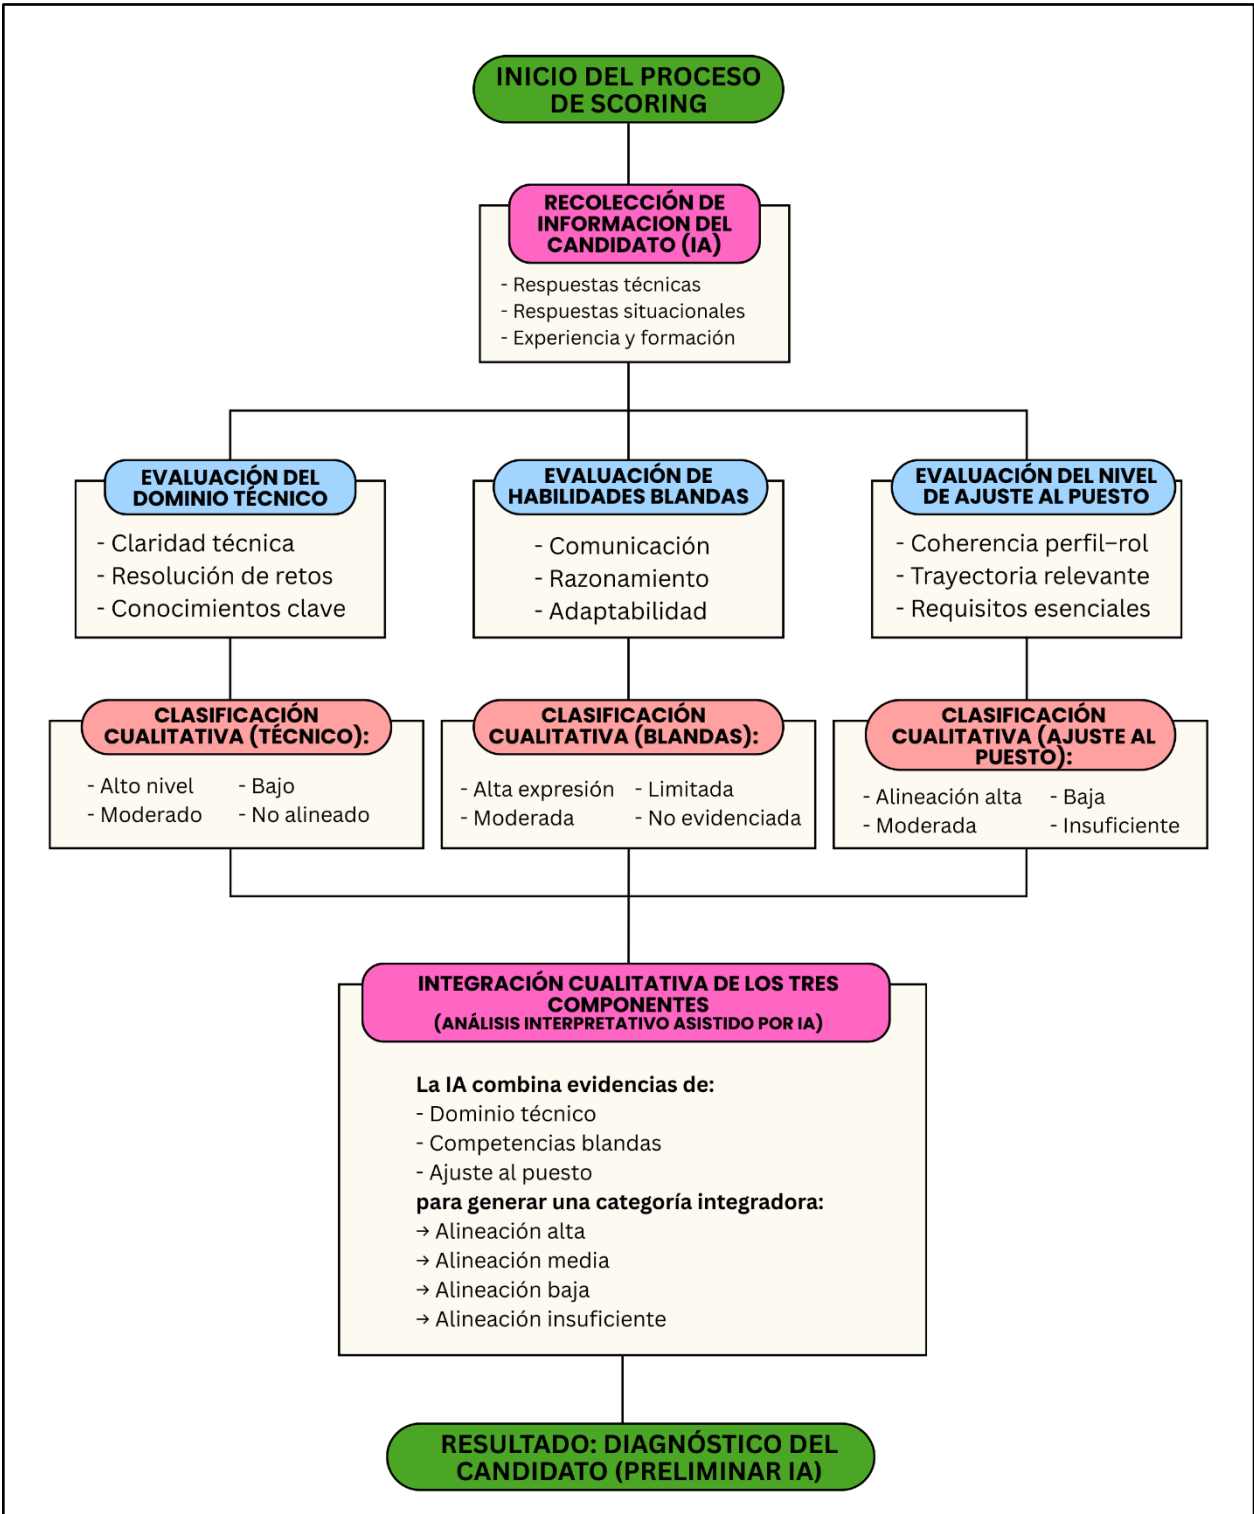 INICIO DEL PROCESO
DE SCORING
RECOLECCIÓN DE
INFORMACION DEL
CANDIDATO (IA)
- Respuestas técnicas
- Respuestas situacionales
- Experiencia y formación
EVALUACIÓN DEL
DOMINIO TÉCNICO
- Claridad técnica
- Resolución de retos
- Conocimientos clave
EVALUACIÓN DE
HABILIDADES BLANDAS
- Comunicación
- Razonamiento
- Adaptabilidad
EVALUACIÓN DEL NIVEL
DE AJUSTE AL PUESTO
- Coherencia perfil–rol
- Trayectoria relevante
- Requisitos esenciales
CLASIFICACIÓN
CUALITATIVA (TÉCNICO):
- Alto nivel
- Moderado
- Bajo
- No alineado
CLASIFICACIÓN
CUALITATIVA (BLANDAS):
- Alta expresión
- Moderada
- Limitada
- No evidenciada
CLASIFICACIÓN
CUALITATIVA (AJUSTE AL
PUESTO):
- Alineación alta
- Moderada
- Baja
- Insuficiente
INTEGRACIÓN CUALITATIVA DE LOS TRES
COMPONENTES
(ANÁLISIS INTERPRETATIVO ASISTIDO POR IA)
La IA combina evidencias de:
- Dominio técnico
- Competencias blandas
- Ajuste al puesto
para generar una categoría integradora:
→ Alineación alta
→ Alineación media
→ Alineación baja
→ Alineación insuficiente
RESULTADO: DIAGNÓSTICO DEL
CANDIDATO (PRELIMINAR IA)